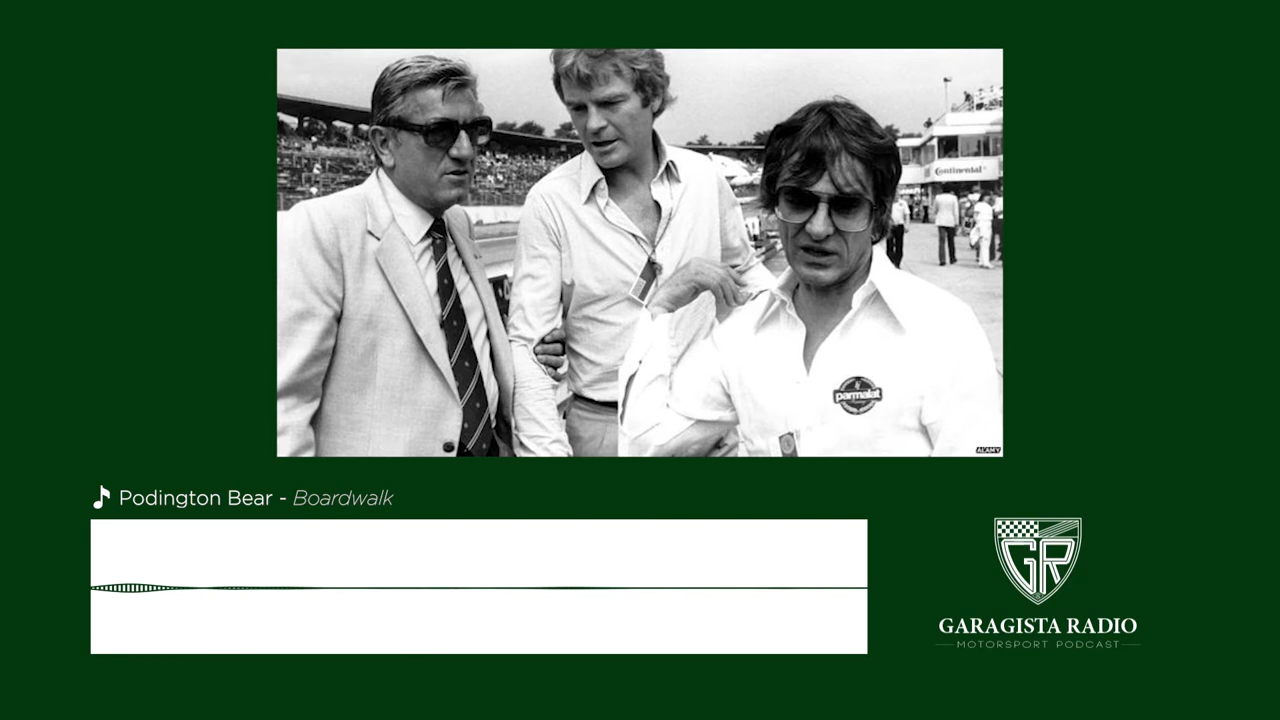 Continental
parmalat
ALAMY
Podington Bear - Boardwalk
GR
GARAGISTA RADIO
MOTORSPORT PODCAST